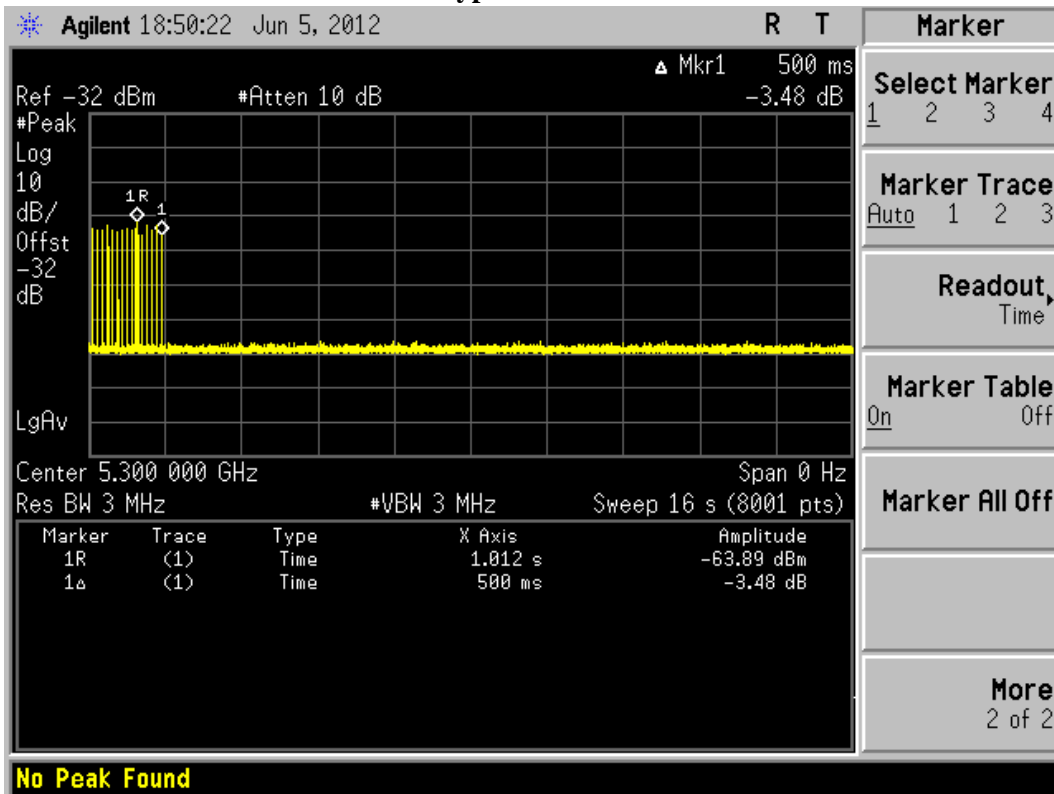 Agilent 18:50:22 Jun 5, 2012 R T
Marker
Δ Mkr1 500 ms
Ref -32 dBm #Atten 10 dB -3.48 dB
#Peak
Log
10
dB/
Offst
-32
dB
1R
1
LgAv
Center 5.300 000 GHz Span 0 Hz
Res BW 3 MHz #VBW 3 MHz Sweep 16 s (8001 pts)
Marker Trace Type X Axis Amplitude
1R (1) Time 1.012 s -63.89 dBm
1Δ (1) Time 500 ms -3.48 dB
Select Marker
1 2 3 4
Marker Trace
Auto 1 2 3
Readout
Time
Marker Table
On Off
Marker All Off
More
2 of 2
No Peak Found